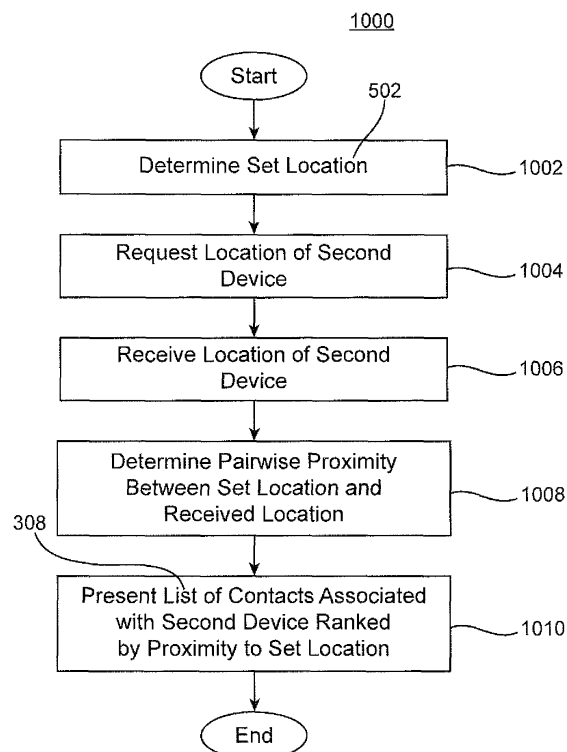 1000
Start
502
Determine Set Location
1002
Request Location of Second
Device
1004
Receive Location of Second
Device
1006
Determine Pairwise Proximity
Between Set Location and
Received Location
1008
308
Present List of Contacts Associated
with Second Device Ranked
by Proximity to Set Location
1010
End